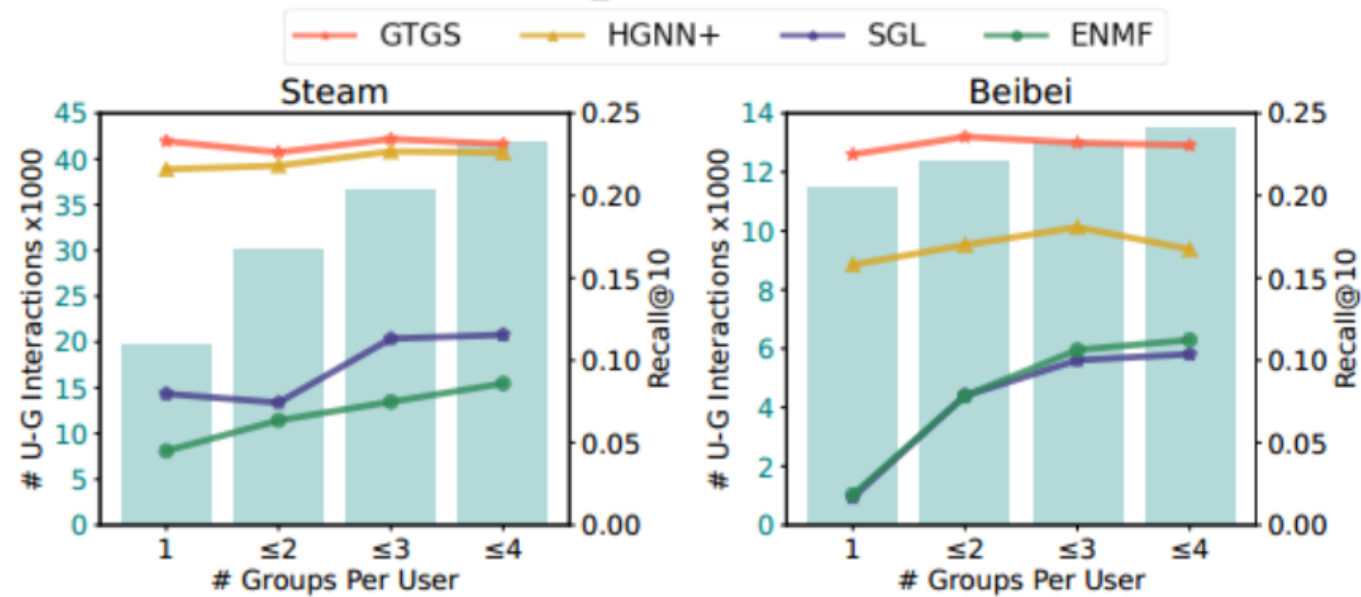 GTGS HGNN+ SGL ENMF
Steam
# U-G Interactions x1000
45
40
35
30
25
20
15
10
5
0
0.25
0.20
0.15
0.10
0.05
0.00
Recall@10
1 ≤2 ≤3 ≤4
# Groups Per User
Beibei
# U-G Interactions x1000
14
12
10
8
6
4
2
0
0.25
0.20
0.15
0.10
0.05
0.00
Recall@10
1 ≤2 ≤3 ≤4
# Groups Per User